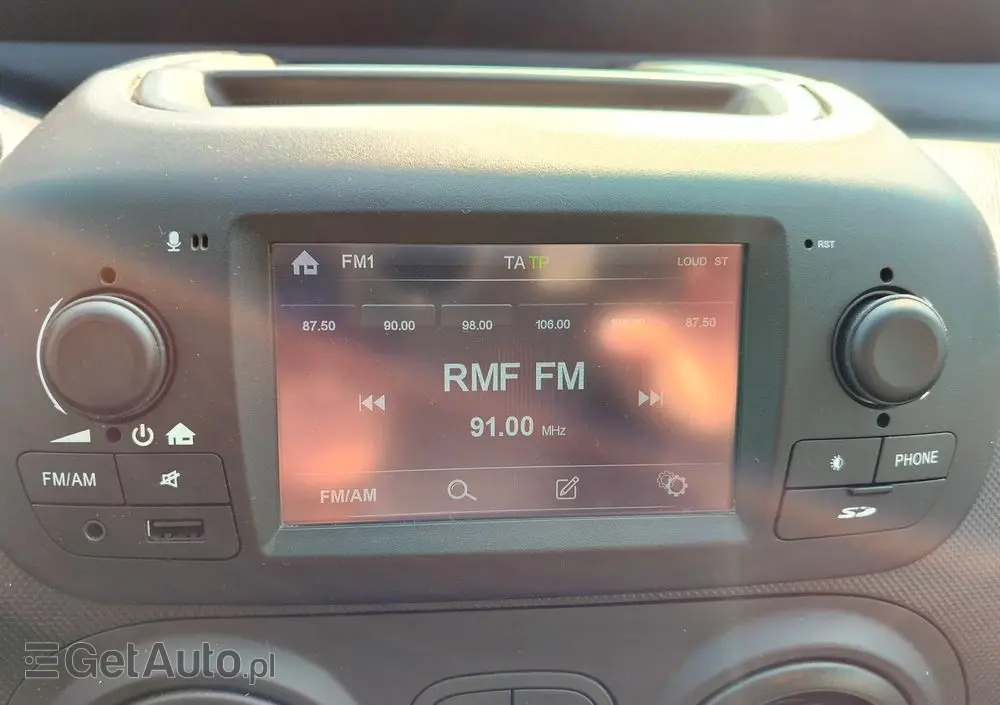 RST
FM1 TA TP LOUD ST
87.50 90.00 98.00 106.00 87.50
RMF FM
91.00 MHz
FM/AM
FM/AM
PHONE
SD
GetAuto.pl